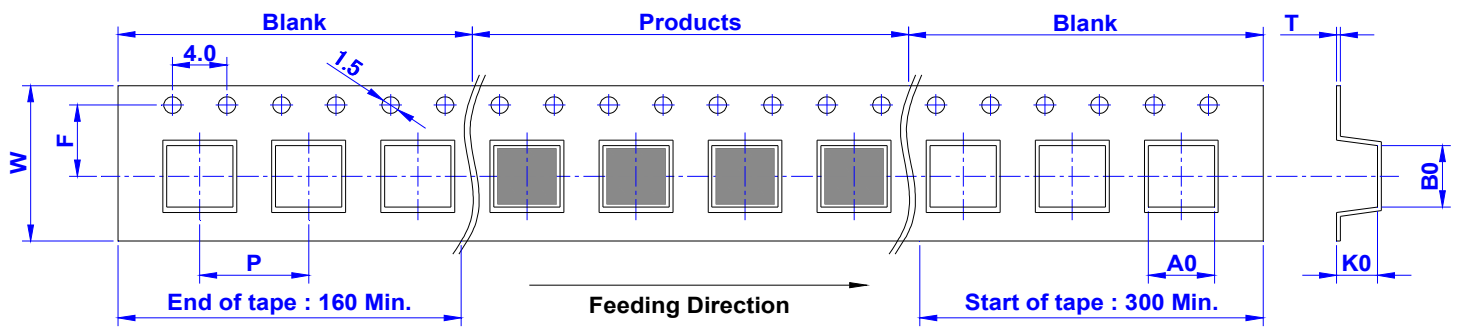 Blank
Products
Blank
T
4.0
1.5
F
W
B0
P
A0
K0
End of tape : 160 Min.
Feeding Direction
Start of tape : 300 Min.